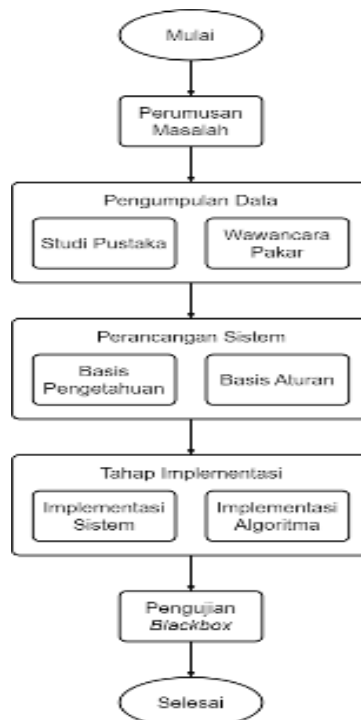 Mulai
Perumusan
Masalah
Pengumpulan Data
Studi Pustaka
Wawancara
Pakar
Perancangan Sistem
Basis
Pengetahuan
Basis Aturan
Tahap Implementasi
Implementasi
Sistem
Implementasi
Algoritma
Pengujian
Blackbox
Selesai